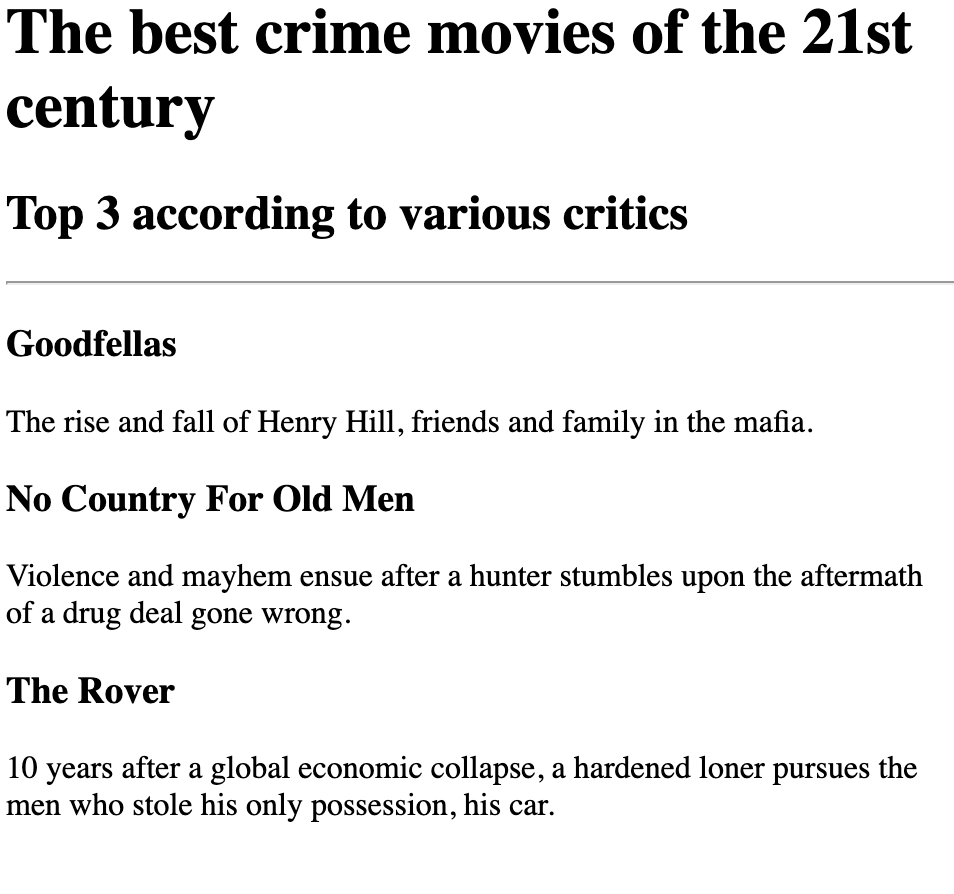 The best crime movies of the 21st
century
Top 3 according to various critics
Goodfellas
The rise and fall of Henry Hill, friends and family in the mafia.
No Country For Old Men
Violence and mayhem ensue after a hunter stumbles upon the aftermath
of a drug deal gone wrong.
The Rover
10 years after a global economic collapse, a hardened loner pursues the
men who stole his only possession, his car.